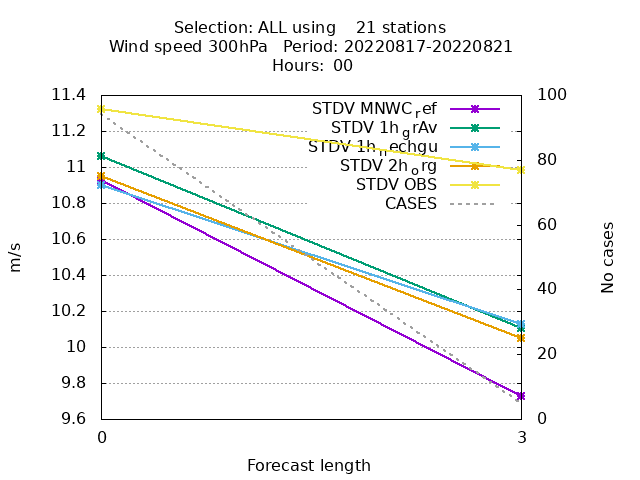 Selection: ALL using    21 stations
Wind speed 300hPa   Period: 20220817-20220821
Hours:  00
STDV MNWC_ref
STDV 1h_grAv
STDV 1h_nechgu
STDV 2h_org
STDV OBS
CASES
11.4
11.2
11
10.8
10.6
10.4
10.2
10
9.8
9.6
m/s
100
80
60
40
20
0
No cases
0 3
Forecast length